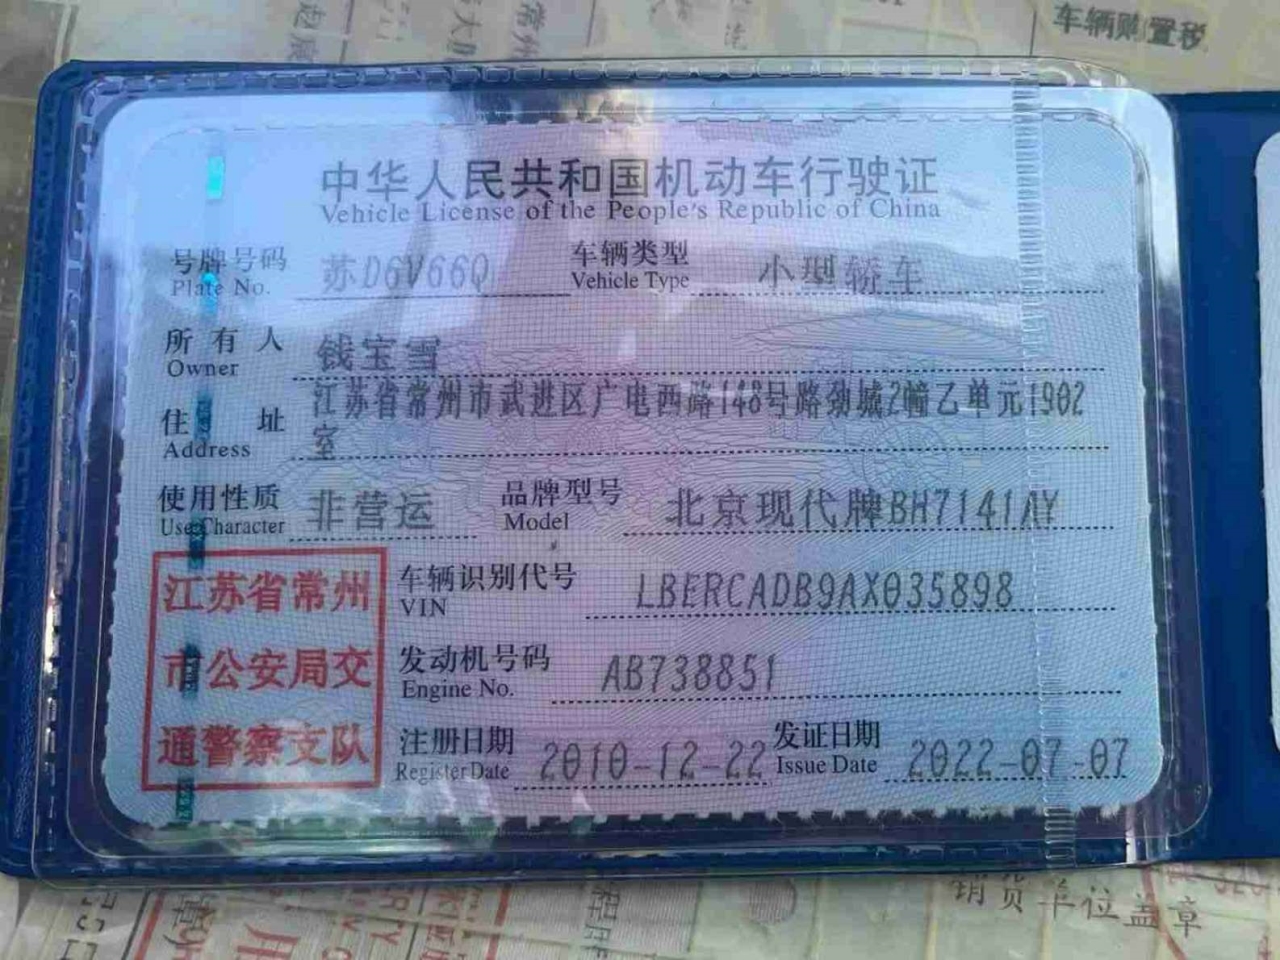 车辆购置税
中华人民共和国机动车行驶证
Vehicle License of the People's Republic of China
号牌号码 苏D6V66Q 车辆类型 小型轿车
Plate No. Vehicle Type
所有人 钱宝雪
Owner
住址 江苏省常州市武进区广电西路148号路劲城2幢乙单元1902
室
Address
使用性质 非营运 品牌型号 北京现代牌BH7141AY
Use Character Model
江苏省常州
市公安局交
通警察支队
车辆识别代号 LBERCADB9AX035898
VIN
发动机号码 AB738851
Engine No.
注册日期 2010-12-22 发证日期 2022-07-07
Register Date Issue Date
销货单位盖章